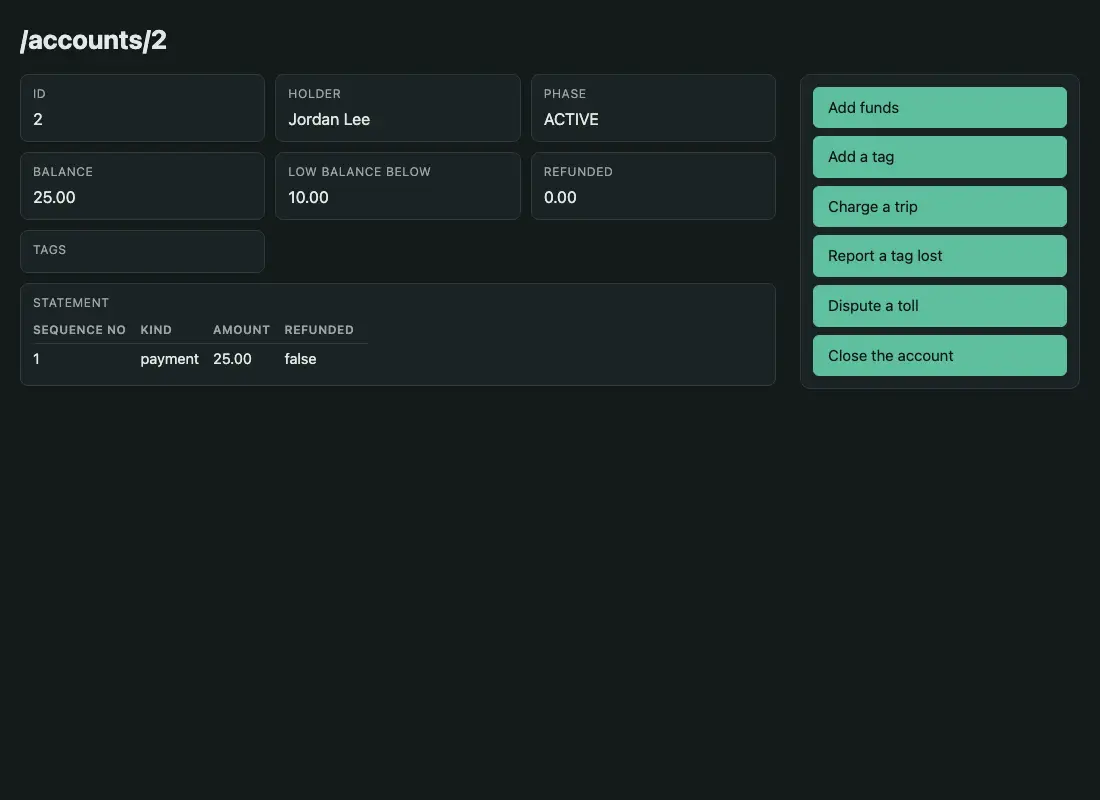 /accounts/2
ID
2
HOLDER
Jordan Lee
PHASE
ACTIVE
BALANCE
25.00
LOW BALANCE BELOW
10.00
REFUNDED
0.00
TAGS
STATEMENT
SEQUENCE NO KIND AMOUNT REFUNDED
1 payment 25.00 false
Add funds
Add a tag
Charge a trip
Report a tag lost
Dispute a toll
Close the account